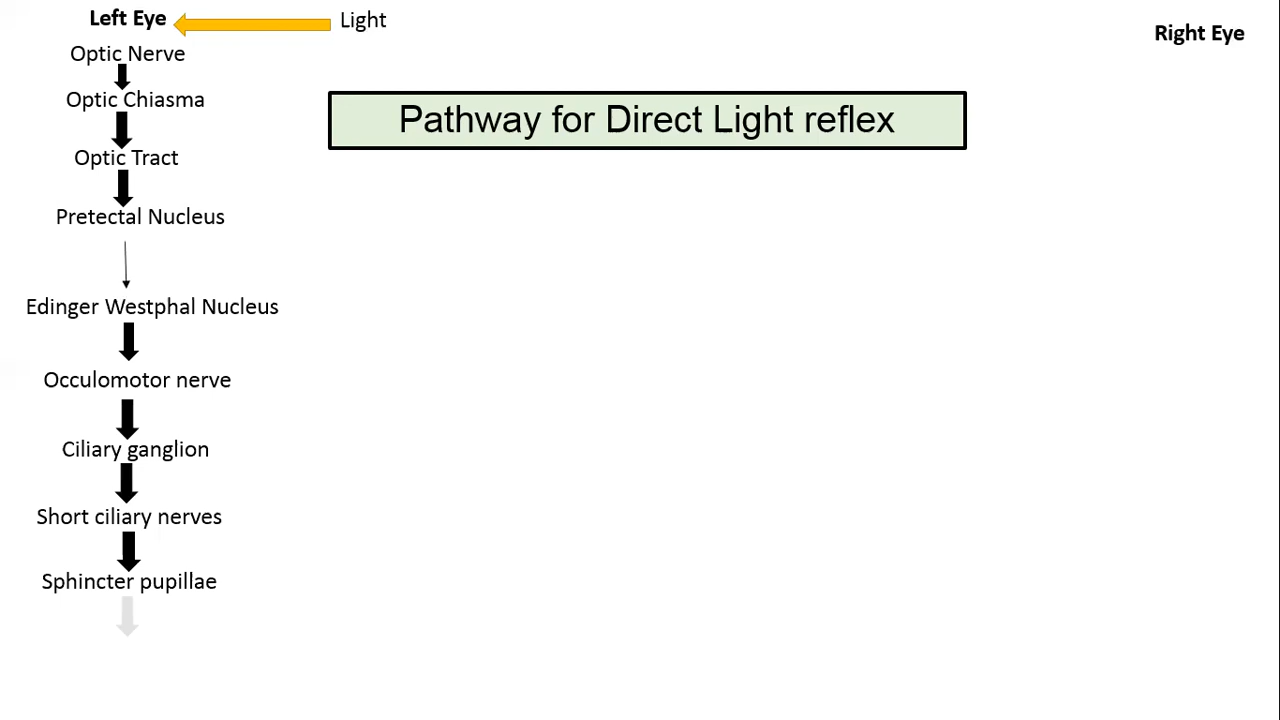 Left Eye
Light
Right Eye
Optic Nerve
Optic Chiasma
Pathway for Direct Light reflex
Optic Tract
Pretectal Nucleus
Edinger Westphal Nucleus
Occulomotor nerve
Ciliary ganglion
Short ciliary nerves
Sphincter pupillae